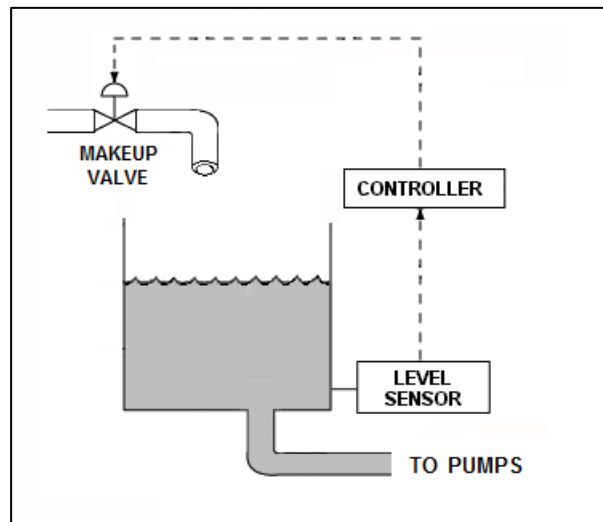 MAKEUP
VALVE
CONTROLLER
LEVEL
SENSOR
TO PUMPS